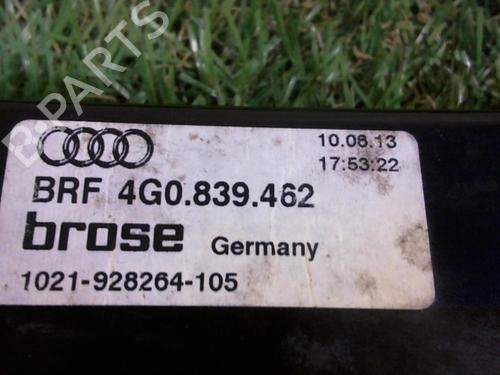 B-PARTS
10.06.13
17:53:22
BRF 4G0.839.462
brose Germany
1021-928264-105